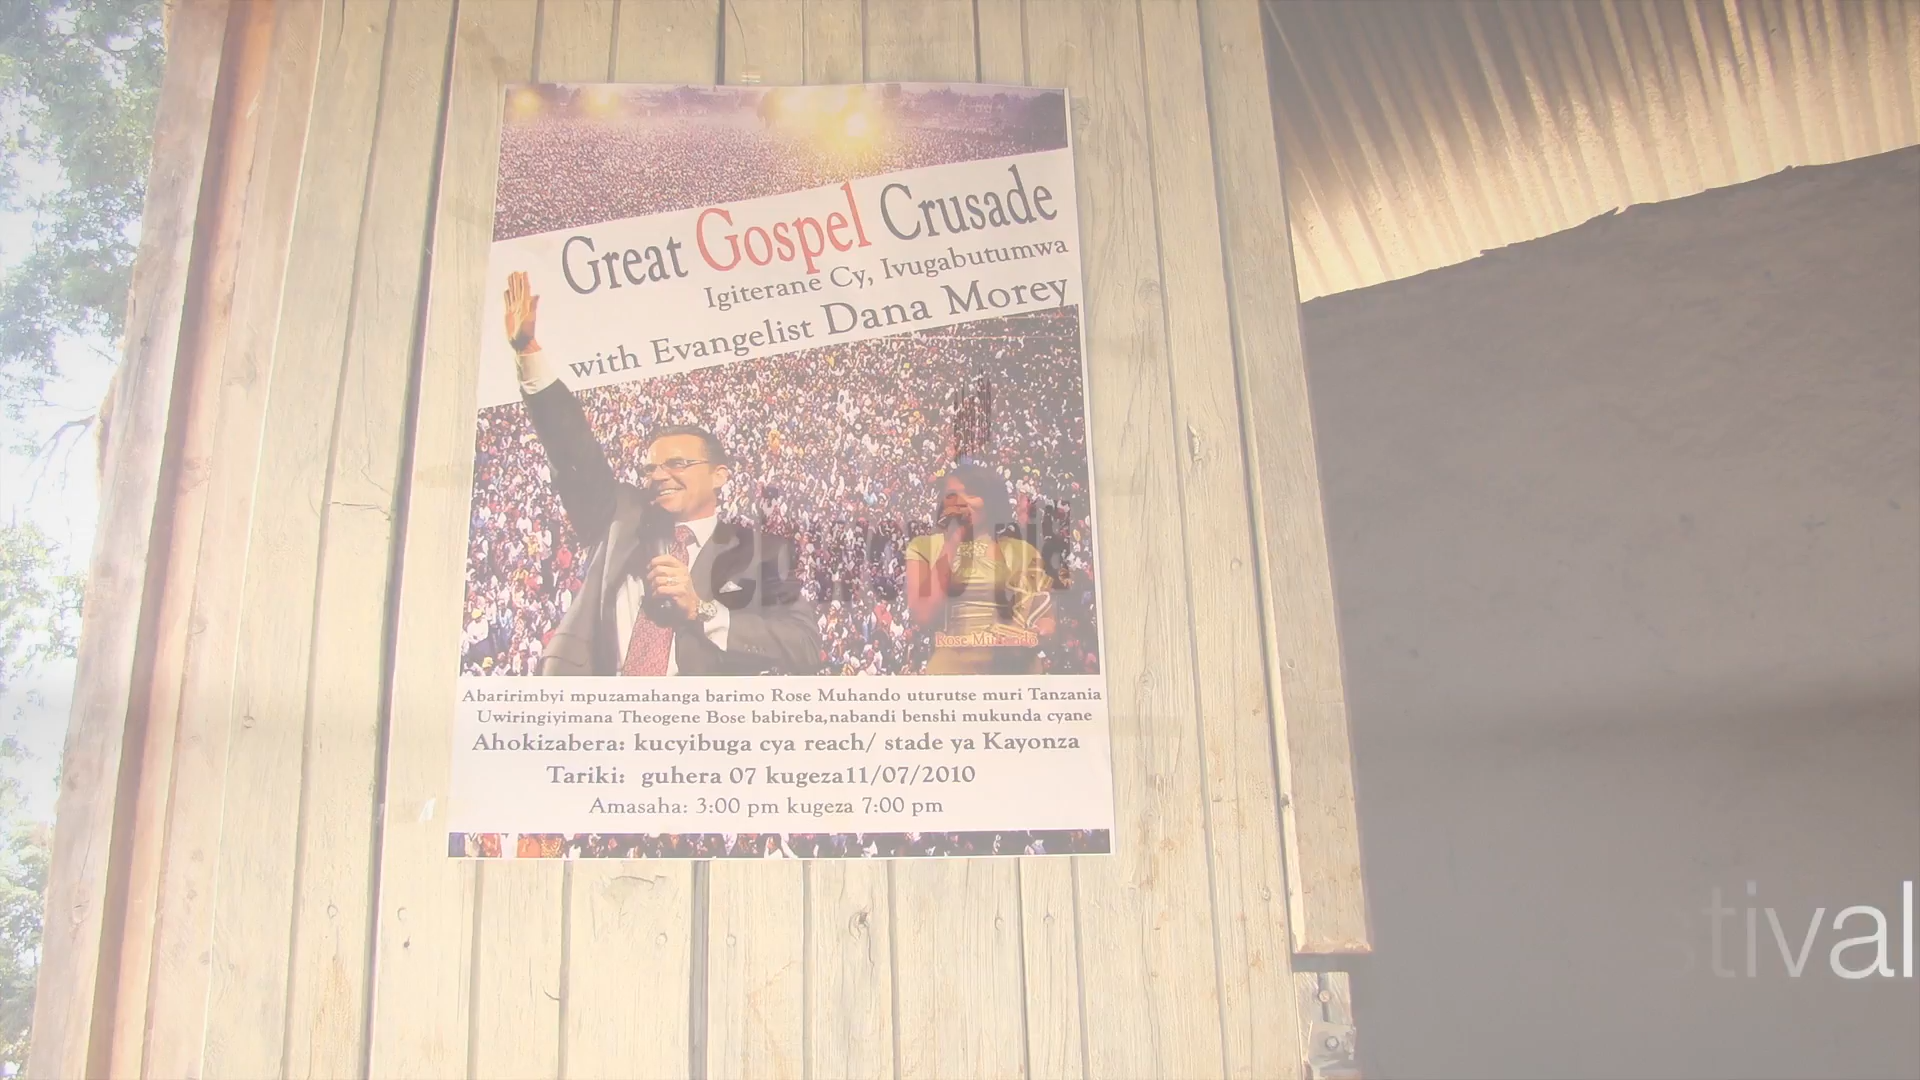 Great Gospel Crusade
Igiterane Cy, Ivugabutumwa
with Evangelist Dana Morey
Rose Muhando
Abaririmbyi mpuzamahanga barimo Rose Muhando uturutse muri Tanzania
Uwiringiyimana Theogene Bose babireba,nabandi benshi mukunda cyane
Ahokizabera: kucyibuga cya reach/ stade ya Kayonza
Tariki: guhera 07 kugeza11/07/2010
Amasaha: 3:00 pm kugeza 7:00 pm
tival